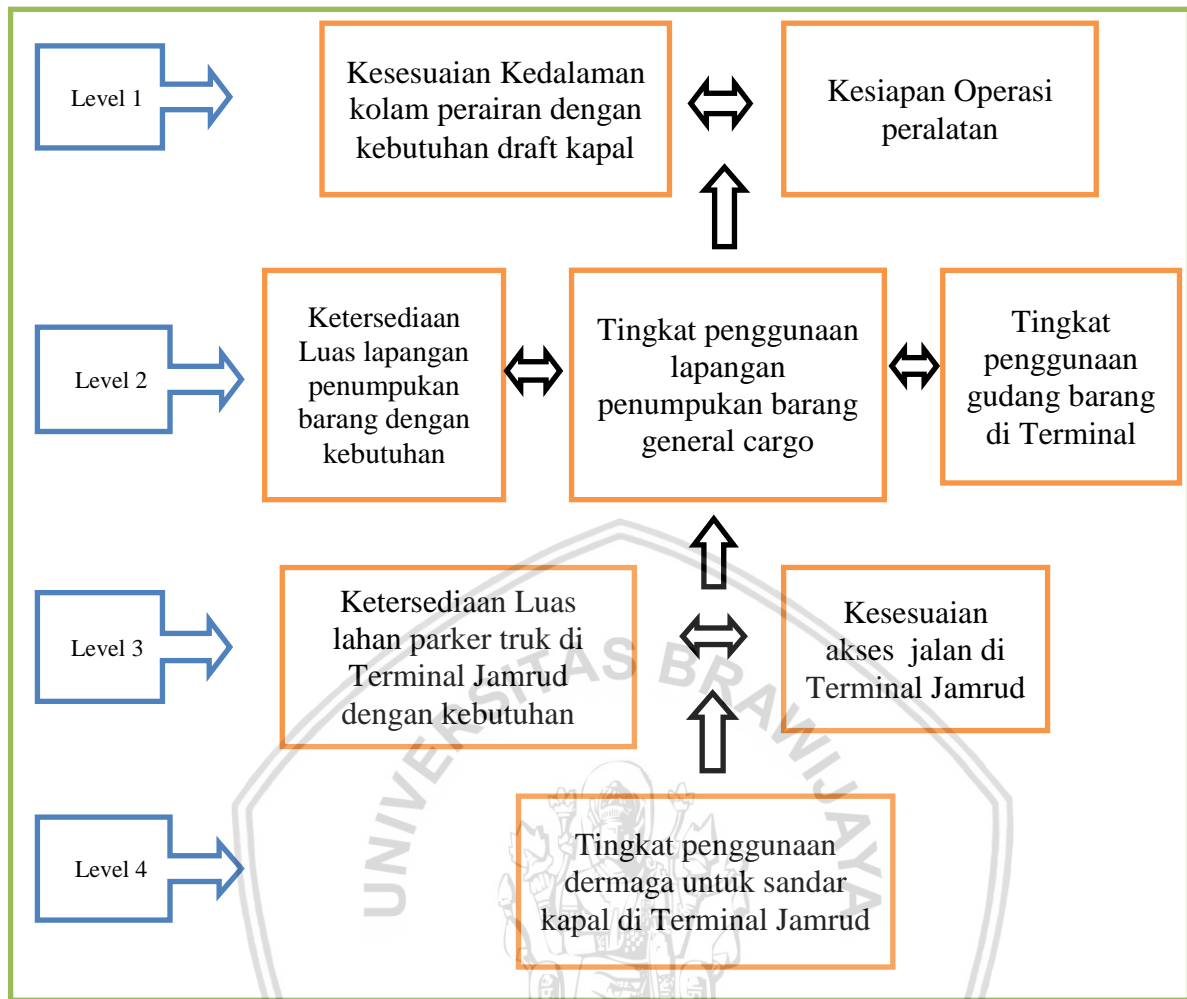 Level 1
Kesesuaian Kedalaman
kolam perairan dengan
kebutuhan draft kapal
Kesiapan Operasi
peralatan
Level 2
Ketersediaan
Luas lapangan
penumpukan
barang dengan
kebutuhan
Tingkat penggunaan
lapangan
penumpukan barang
general cargo
Tingkat
penggunaan
gudang barang
di Terminal
Level 3
Ketersediaan Luas
lahan parker truk di
Terminal Jamrud
dengan kebutuhan
Kesesuaian
akses jalan di
Terminal Jamrud
Level 4
Tingkat penggunaan
dermaga untuk sandar
kapal di Terminal Jamrud
UNIVERSITAS BRAWIJAYA